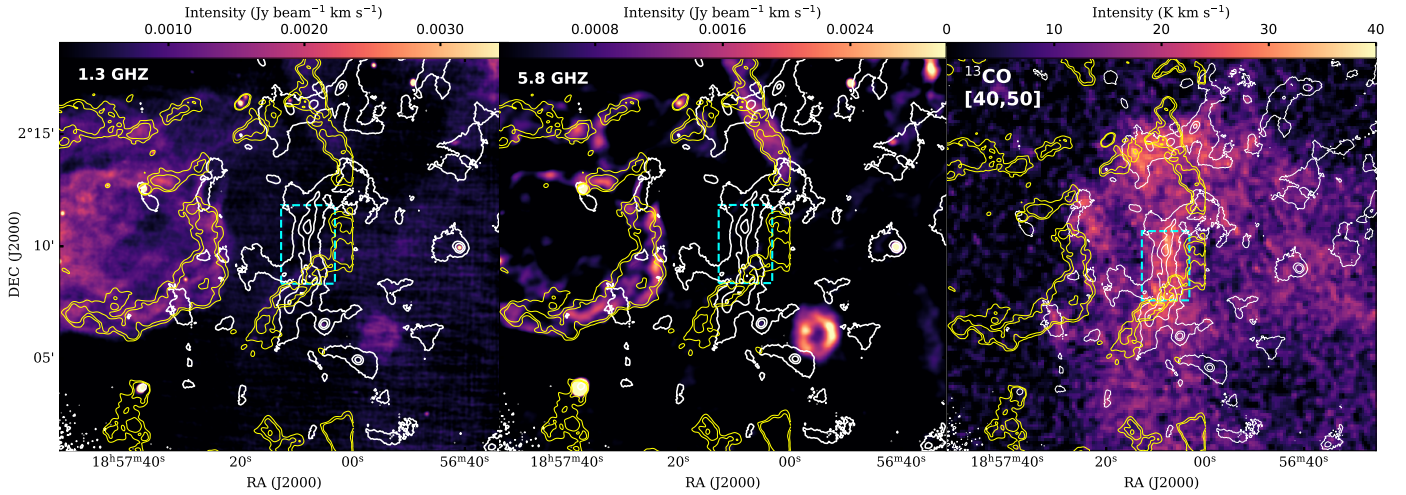 Intensity (Jy beam⁻¹ km s⁻¹) Intensity (Jy beam⁻¹ km s⁻¹) Intensity (K km s⁻¹)
0.0010 0.0020 0.0030 0.0008 0.0016 0.0024 0 10 20 30 40
1.3 GHZ 5.8 GHZ ¹³CO
[40,50]
2°15'
10'
05'
DEC (J2000)
18ʰ57ᵐ40ˢ 20ˢ 00ˢ 56ᵐ40ˢ 18ʰ57ᵐ40ˢ 20ˢ 00ˢ 56ᵐ40ˢ 18ʰ57ᵐ40ˢ 20ˢ 00ˢ 56ᵐ40ˢ
RA (J2000) RA (J2000) RA (J2000)